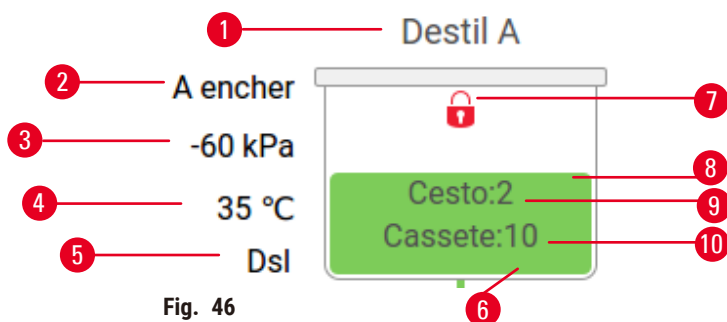 1 Destil A
2 A encher
7
3 -60 kPa
8
4 35 °C
Cesto:2 9
Cassete:10 10
5 Dsl
6
Fig. 46